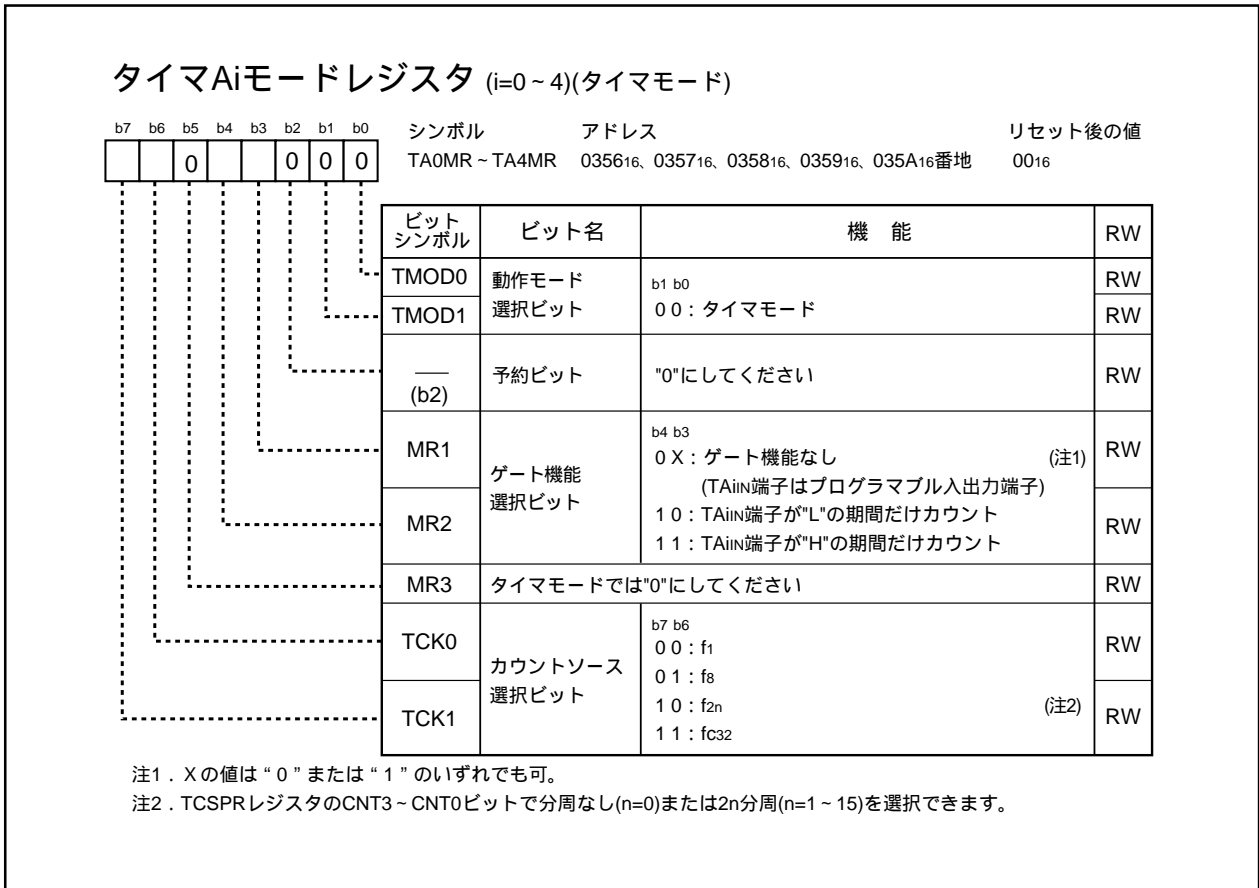 タイマAiモードレジスタ (i=0~4)(タイマモード)
b7 b6 b5 b4 b3 b2 b1 b0
0 0 0 0
シンボル アドレス リセット後の値
TA0MR~TA4MR 035616、035716、035816、035916、035A16番地 0016
ビットシンボル ビット名 機 能 RW
TMOD0 動作モード選択ビット b1 b0 RW
TMOD1 0 0:タイマモード RW
(b2) 予約ビット "0"にしてください RW
MR1 ゲート機能選択ビット b4 b3 RW
0 X:ゲート機能なし (注1)
(TAiIN端子はプログラマブル入出力端子)
MR2 1 0:TAiIN端子が"L"の期間だけカウント RW
1 1:TAiIN端子が"H"の期間だけカウント
MR3 タイマモードでは"0"にしてください RW
TCK0 カウントソース選択ビット b7 b6 RW
0 0:f1
0 1:f8
TCK1 1 0:f2n (注2) RW
1 1:fC32
注1.Xの値は“0”または“1”のいずれでも可。
注2.TCSPRレジスタのCNT3~CNT0ビットで分周なし(n=0)または2n分周(n=1~15)を選択できます。